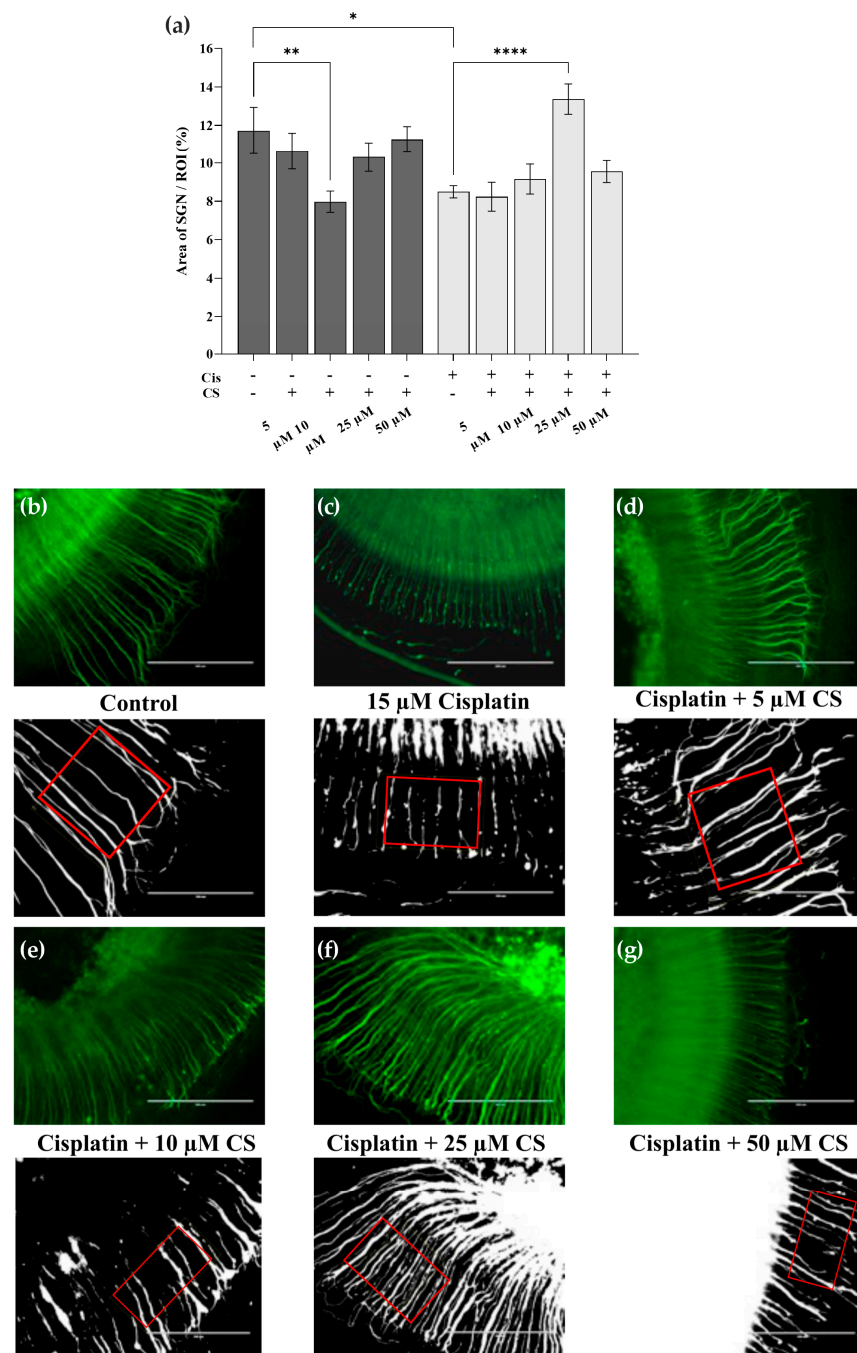 (a)
*
**
****
16
14
12
10
8
6
4
2
0
Area of SGN / ROI (%)
Cis - - - - - + + + + +
CS - + + + + - + + + +
5 µM 10 µM 25 µM 50 µM 5 µM 10 µM 25 µM 50 µM
(b) (c) (d)
Control 15 µM Cisplatin Cisplatin + 5 µM CS
(e) (f) (g)
Cisplatin + 10 µM CS Cisplatin + 25 µM CS Cisplatin + 50 µM CS